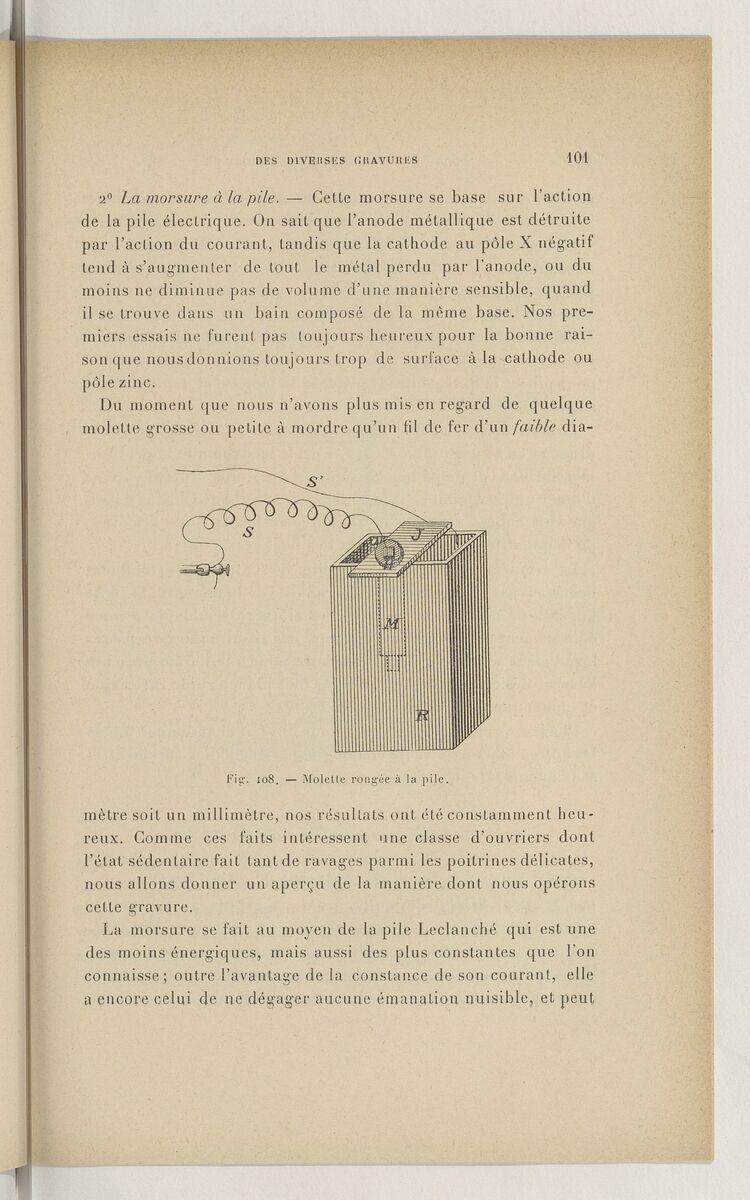 DES DIVERSES GRAVURES 101
2° La morsure à la pile. — Cette morsure se base sur l'action
de la pile électrique. On sait que l'anode métallique est détruite
par l'action du courant, tandis que la cathode au pôle X négatif
tend à s'augmenter de tout le métal perdu par l'anode, ou du
moins ne diminue pas de volume d'une manière sensible, quand
il se trouve dans un bain composé de la même base. Nos pre-
miers essais ne furent pas toujours heureux pour la bonne rai-
son que nous donnions toujours trop de surface à la cathode ou
pôle zinc.
Du moment que nous n'avons plus mis en regard de quelque
molette grosse ou petite à mordre qu'un fil de fer d'un faible dia-
S'
S
J
M
R
Fig. 108. — Molette rongée à la pile.
mètre soit un millimètre, nos résultats ont été constamment heu-
reux. Comme ces faits intéressent une classe d'ouvriers dont
l'état sédentaire fait tant de ravages parmi les poitrines délicates,
nous allons donner un aperçu de la manière dont nous opérons
cette gravure.
La morsure se fait au moyen de la pile Leclanché qui est une
des moins énergiques, mais aussi des plus constantes que l'on
connaisse ; outre l'avantage de la constance de son courant, elle
a encore celui de ne dégager aucune émanation nuisible, et peut